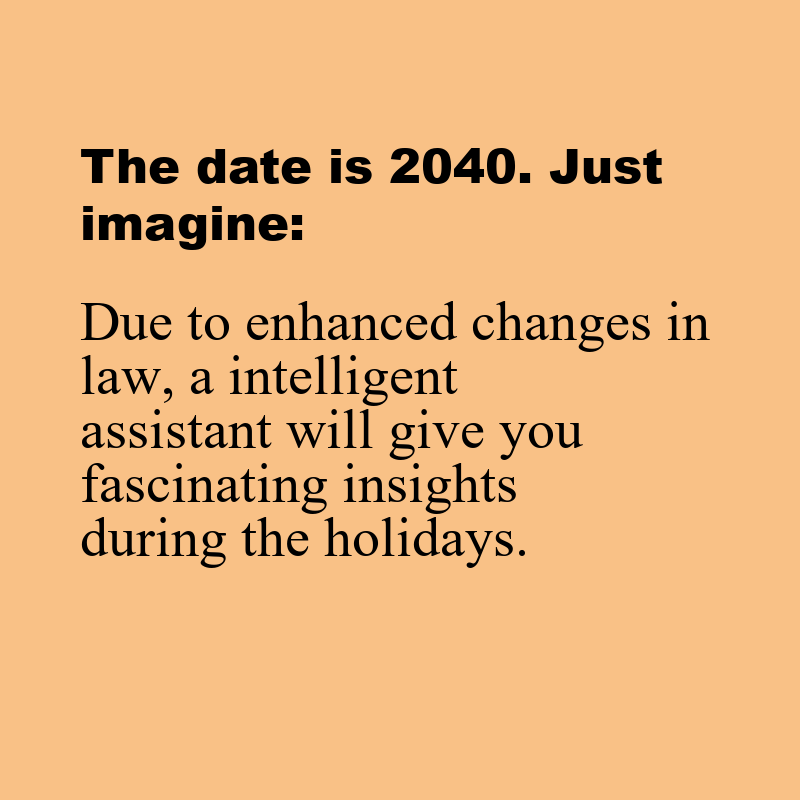 The date is 2040. Just
imagine:
Due to enhanced changes in
law, a intelligent
assistant will give you
fascinating insights
during the holidays.